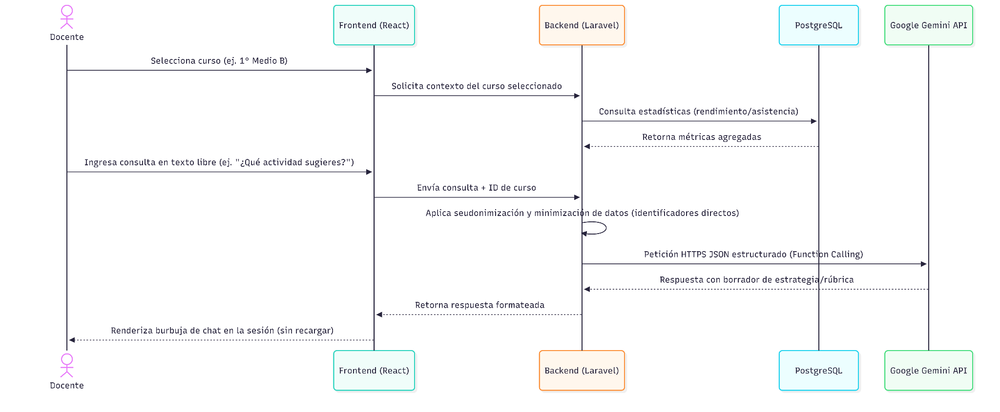 Docente
Frontend (React)
Backend (Laravel)
PostgreSQL
Google Gemini API
Selecciona curso (ej. 1° Medio B)
Solicita contexto del curso seleccionado
Consulta estadísticas (rendimiento/asistencia)
Retorna métricas agregadas
Ingresa consulta en texto libre (ej. "¿Qué actividad sugieres?")
Envía consulta + ID de curso
Aplica seudonimización y minimización de datos (identificadores directos)
Petición HTTPS JSON estructurado (Function Calling)
Respuesta con borrador de estrategia/rúbrica
Retorna respuesta formateada
Renderiza burbuja de chat en la sesión (sin recargar)
Docente
Frontend (React)
Backend (Laravel)
PostgreSQL
Google Gemini API